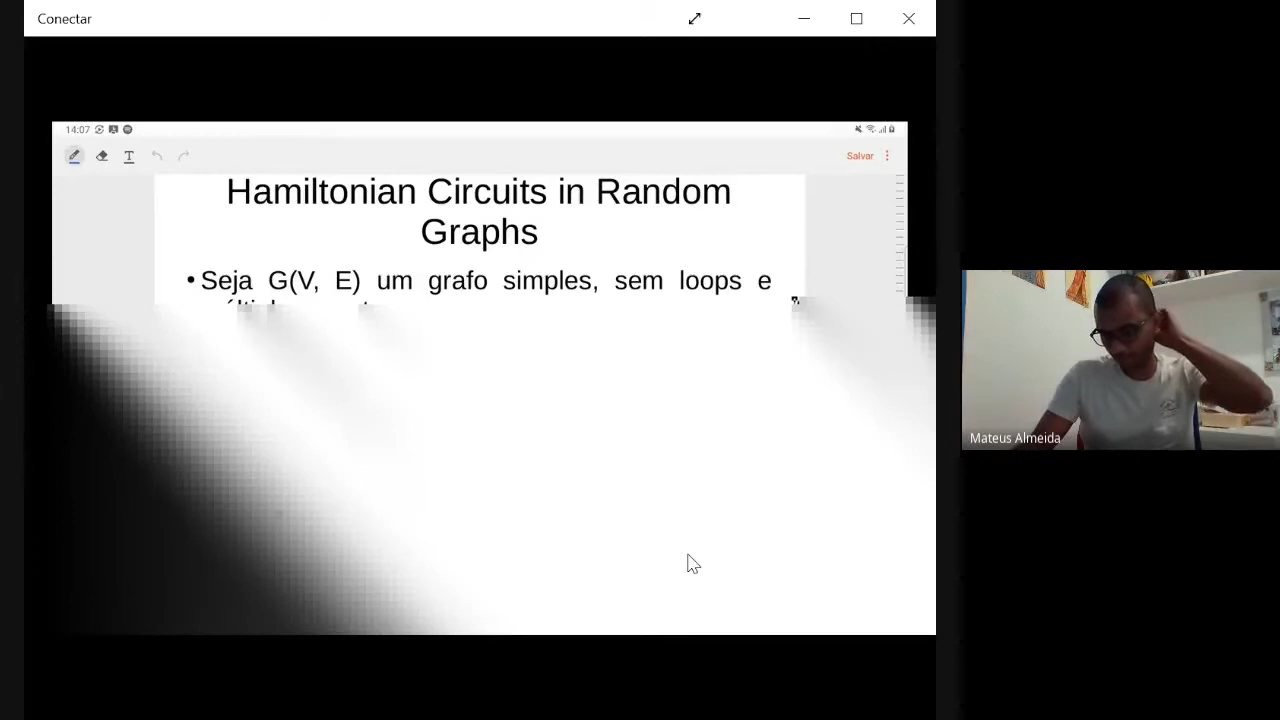 Conectar
14:07
Salvar
Hamiltonian Circuits in Random
Graphs
• Seja G(V, E) um grafo simples, sem loops e
Mateus Almeida